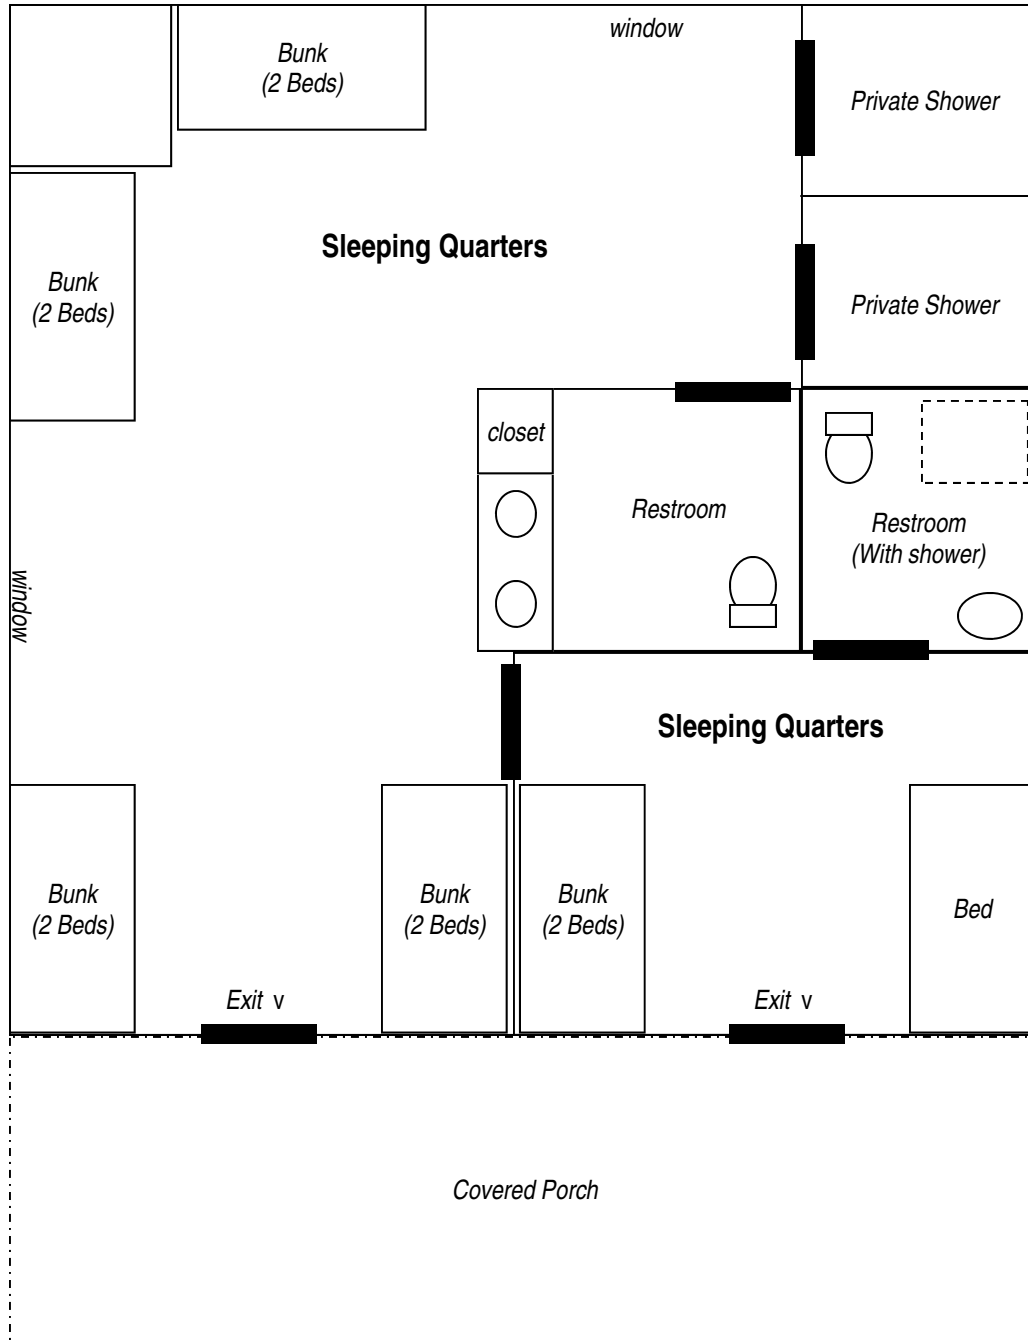 window
Bunk
(2 Beds)
Private Shower
Sleeping Quarters
Bunk
(2 Beds)
Private Shower
closet
Restroom
Restroom
(With shower)
window
Sleeping Quarters
Bunk
(2 Beds)
Bunk
(2 Beds)
Bunk
(2 Beds)
Bed
Exit v
Exit v
Covered Porch